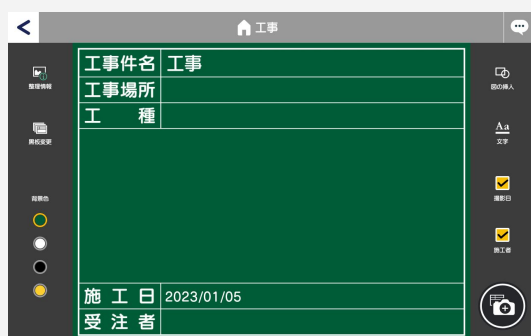 工事
整理情報
黒板変更
背景色
工事件名 工事
工事場所
工 種
施工日 2023/01/05
受注者
図の挿入
Aa
文字
撮影日
施工者